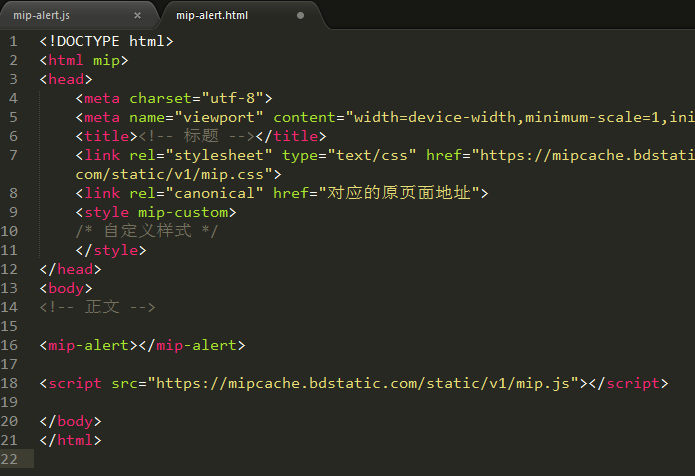 mip-alert.js × mip-alert.html
1 <!DOCTYPE html>
2 <html mip>
3 <head>
4 <meta charset="utf-8">
5 <meta name="viewport" content="width=device-width,minimum-scale=1,ini
6 <title><!-- 标题 --></title>
7 <link rel="stylesheet" type="text/css" href="https://mipcache.bdstati
com/static/v1/mip.css">
8 <link rel="canonical" href="对应的原页面地址">
9 <style mip-custom>
10 /* 自定义样式 */
11 </style>
12 </head>
13 <body>
14 <!-- 正文 -->
15
16 <mip-alert></mip-alert>
17
18 <script src="https://mipcache.bdstatic.com/static/v1/mip.js"></script>
19
20 </body>
21 </html>
22